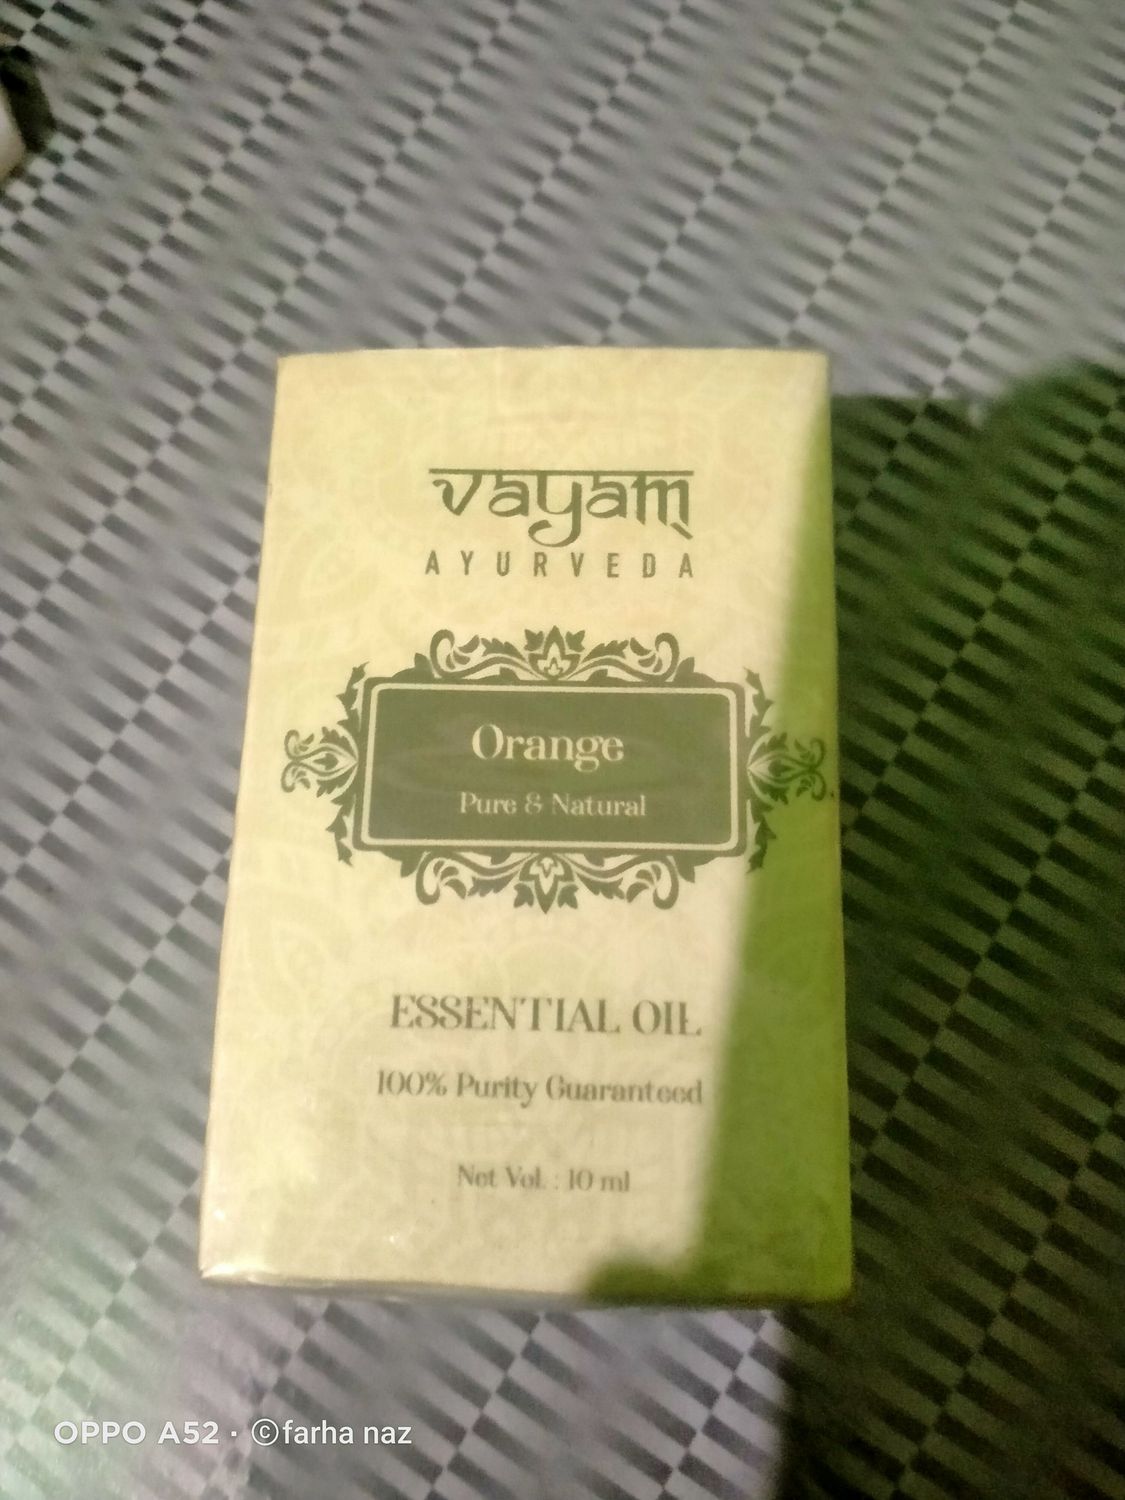 vayam
AYURVEDA
Orange
Pure & Natural
ESSENTIAL OIL
100% Purity Guaranteed
Net Vol. : 10 ml
OPPO A52 · ©farha naz